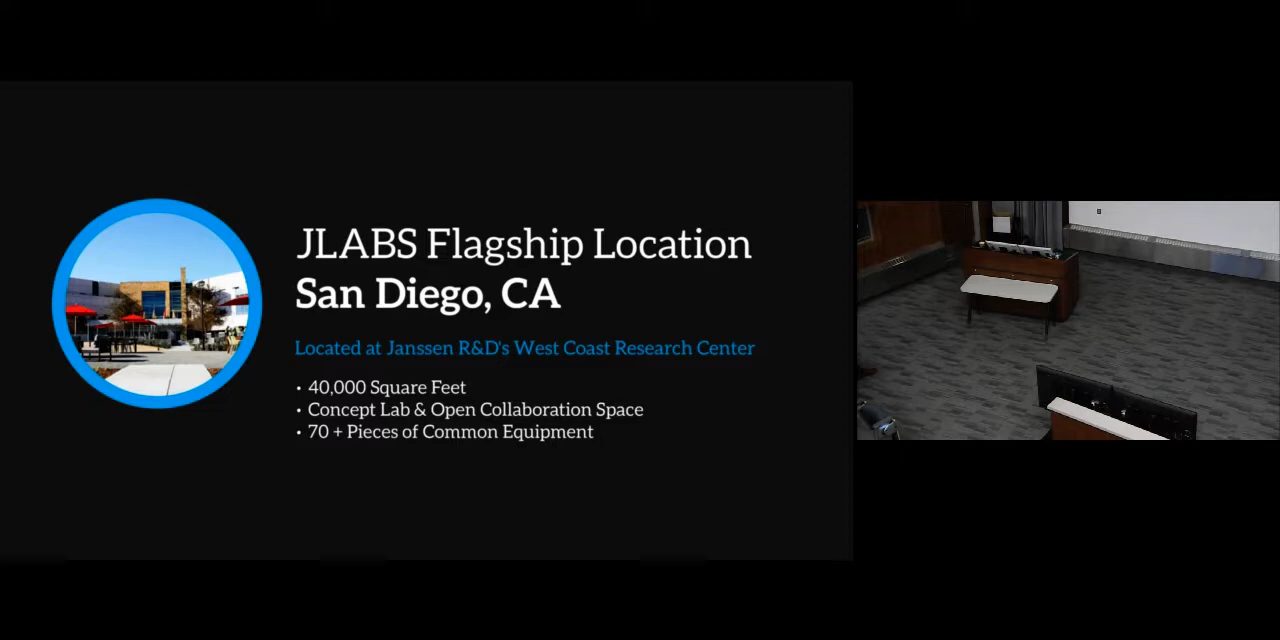 JLABS Flagship Location
San Diego, CA
Located at Janssen R&D's West Coast Research Center
• 40,000 Square Feet
• Concept Lab & Open Collaboration Space
• 70 + Pieces of Common Equipment